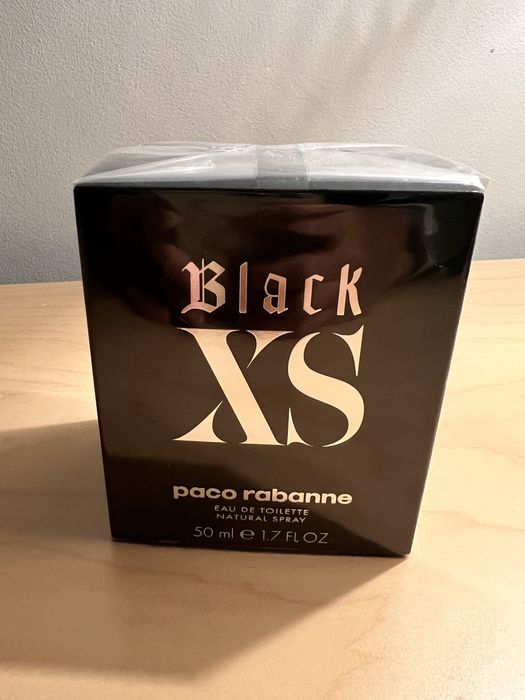 Black
XS
paco rabanne
EAU DE TOILETTE
NATURAL SPRAY
50 ml e 1.7 FL OZ